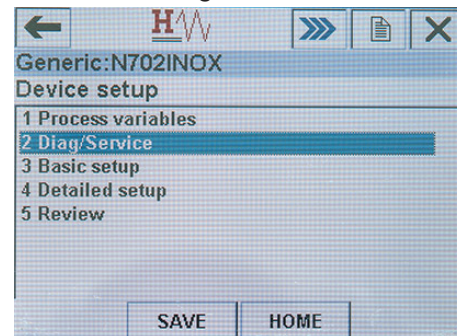 H
Generic:N702INOX
Device setup
1 Process variables
2 Diag/Service
3 Basic setup
4 Detailed setup
5 Review
SAVE HOME